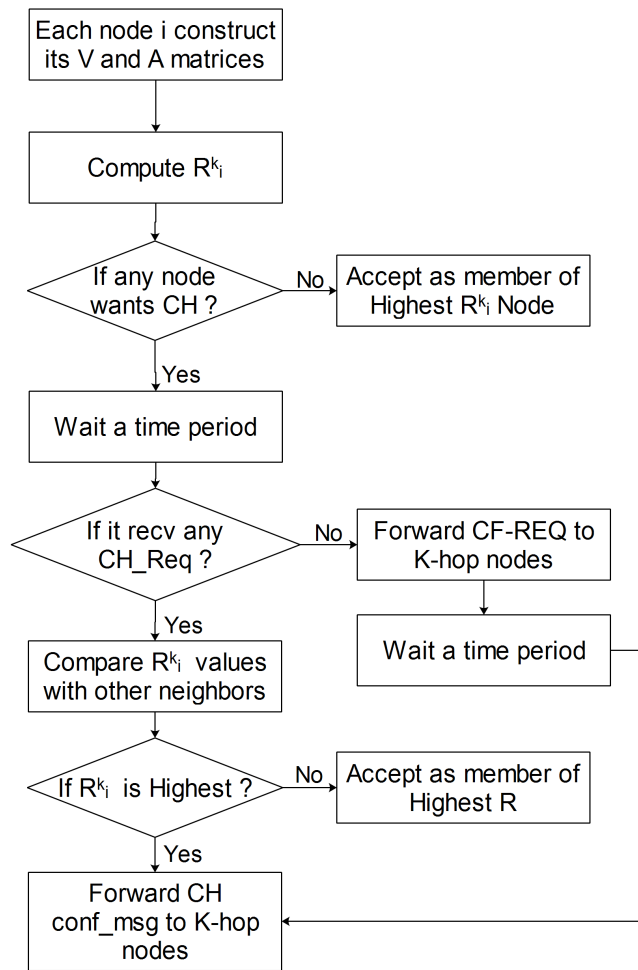 Each node i construct
its V and A matrices
Compute Rᵏᵢ
If any node
wants CH ?
No
Accept as member of
Highest Rᵏᵢ Node
Yes
Wait a time period
If it recv any
CH_Req ?
No
Forward CF-REQ to
K-hop nodes
Yes
Wait a time period
Compare Rᵏᵢ values
with other neighbors
If Rᵏᵢ is Highest ?
No
Accept as member of
Highest R
Yes
Forward CH
conf_msg to K-hop
nodes